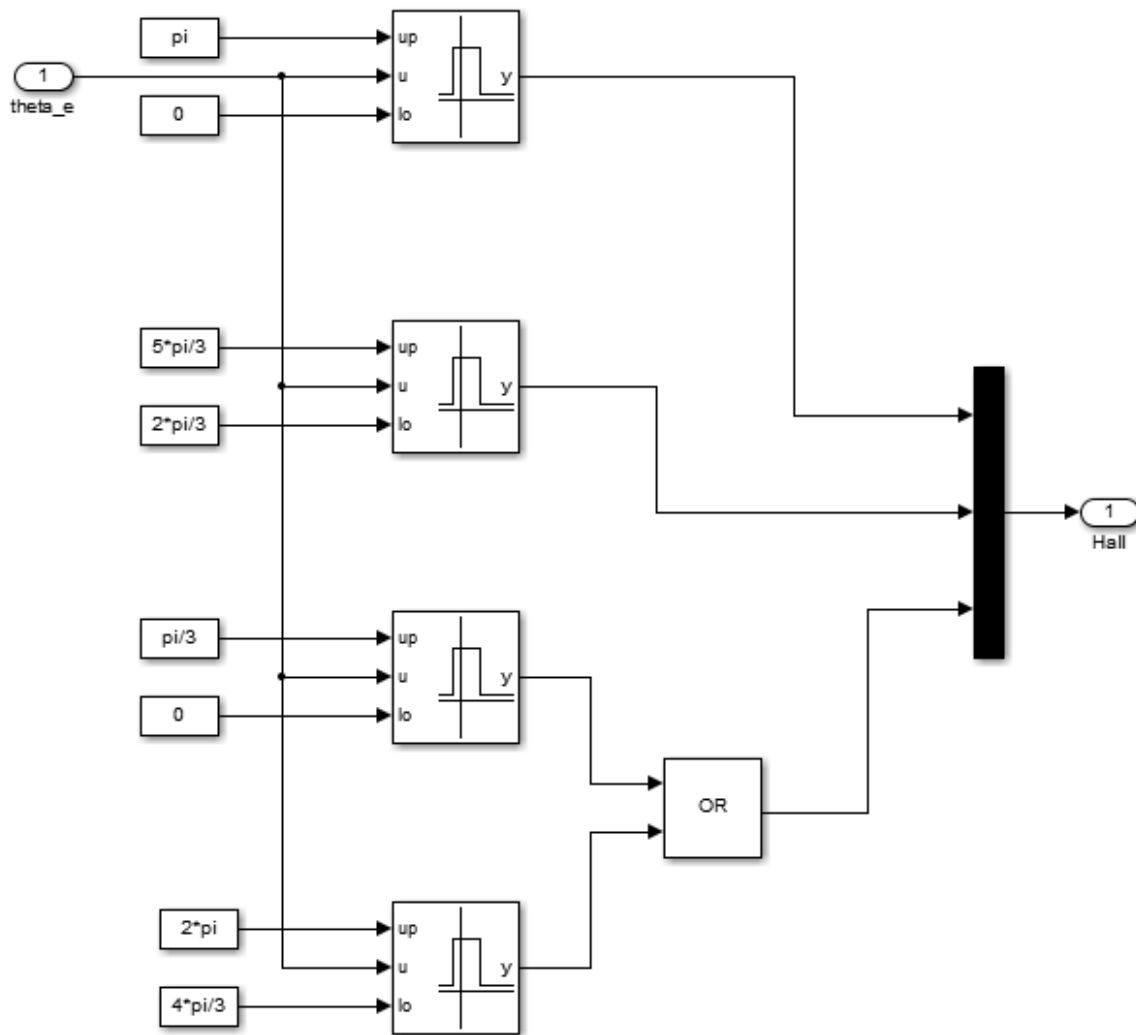 pi
up
1
u
y
theta_e
0
lo
5*pi/3
up
u
y
2*pi/3
lo
1
Hall
pi/3
up
u
y
0
lo
OR
2*pi
up
u
y
4*pi/3
lo